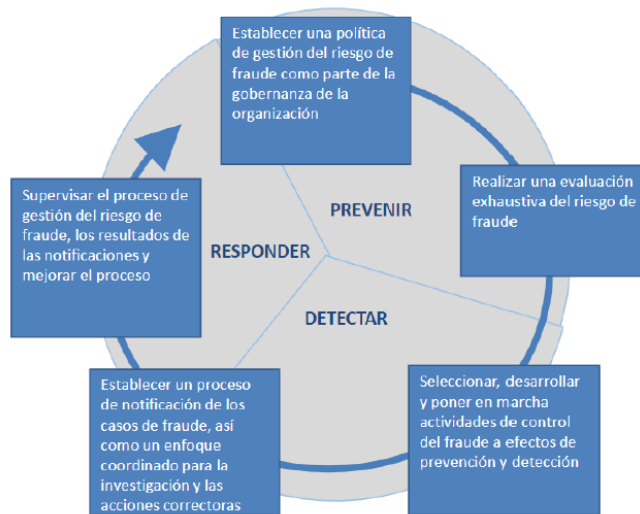 Establecer una política
de gestión del riesgo de
fraude como parte de la
gobernanza de la
organización
Realizar una evaluación
exhaustiva del riesgo de
fraude
Seleccionar, desarrollar
y poner en marcha
actividades de control
del fraude a efectos de
prevención y detección
Establecer un proceso
de notificación de los
casos de fraude, así
como un enfoque
coordinado para la
investigación y las
acciones correctoras
Supervisar el proceso de
gestión del riesgo de
fraude, los resultados de
las notificaciones y
mejorar el proceso
PREVENIR
RESPONDER
DETECTAR